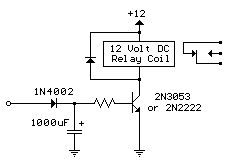 +12
12 Volt DC
Relay Coil
1N4002
2N3053
or 2N2222
1000uF
+